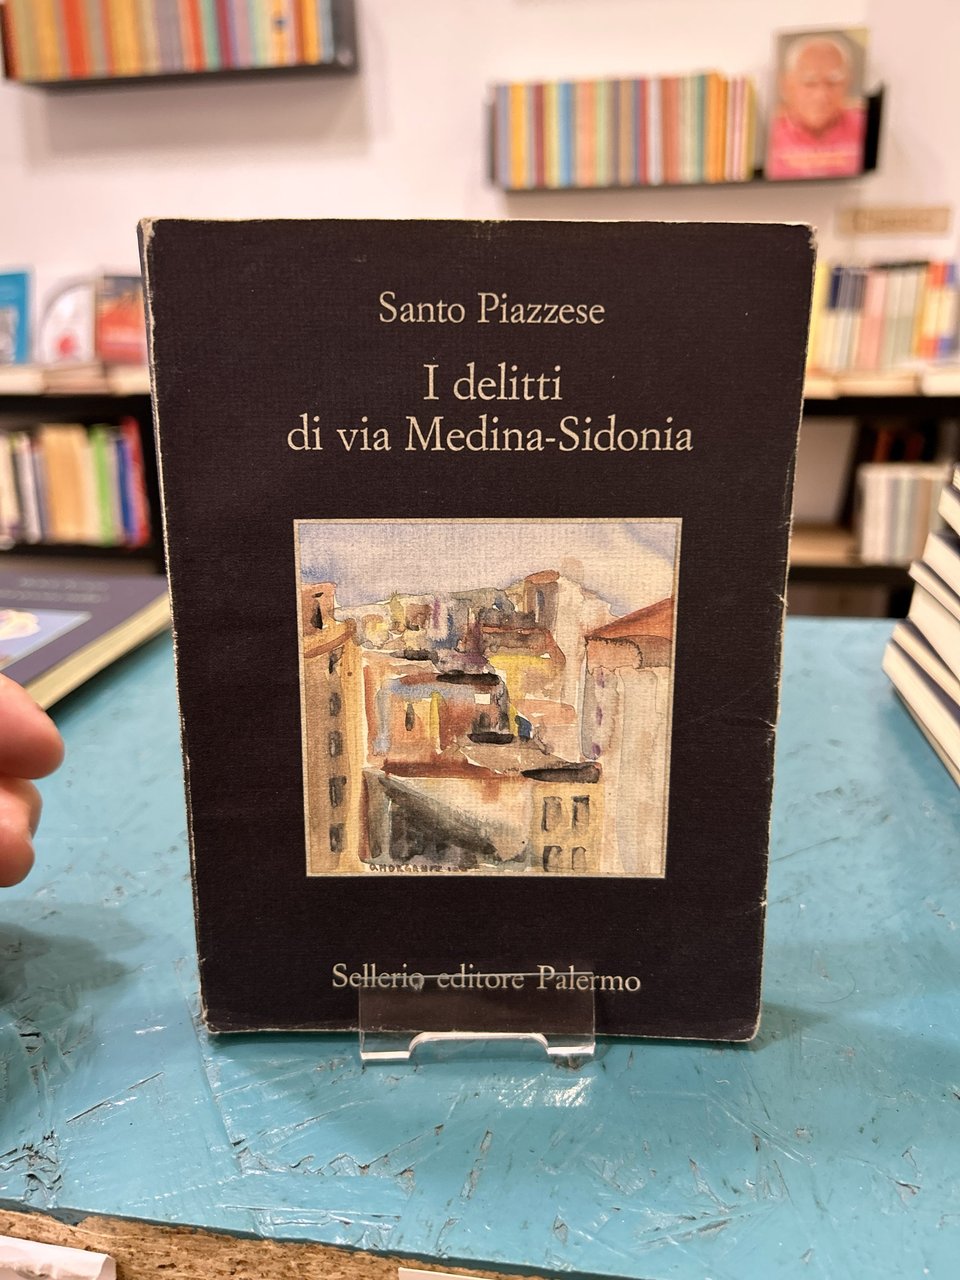 Santo Piazzese
I delitti
di via Medina-Sidonia
Sellerio editore Palermo